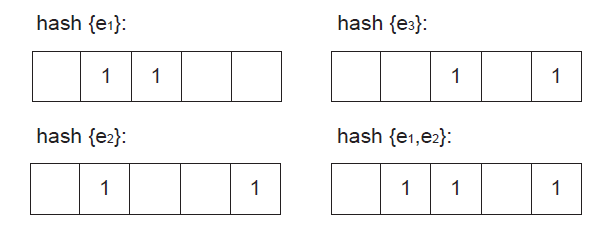 hash {e₁}:
1 1
hash {e₂}:
1 1
hash {e₃}:
1 1
hash {e₁,e₂}:
1 1 1